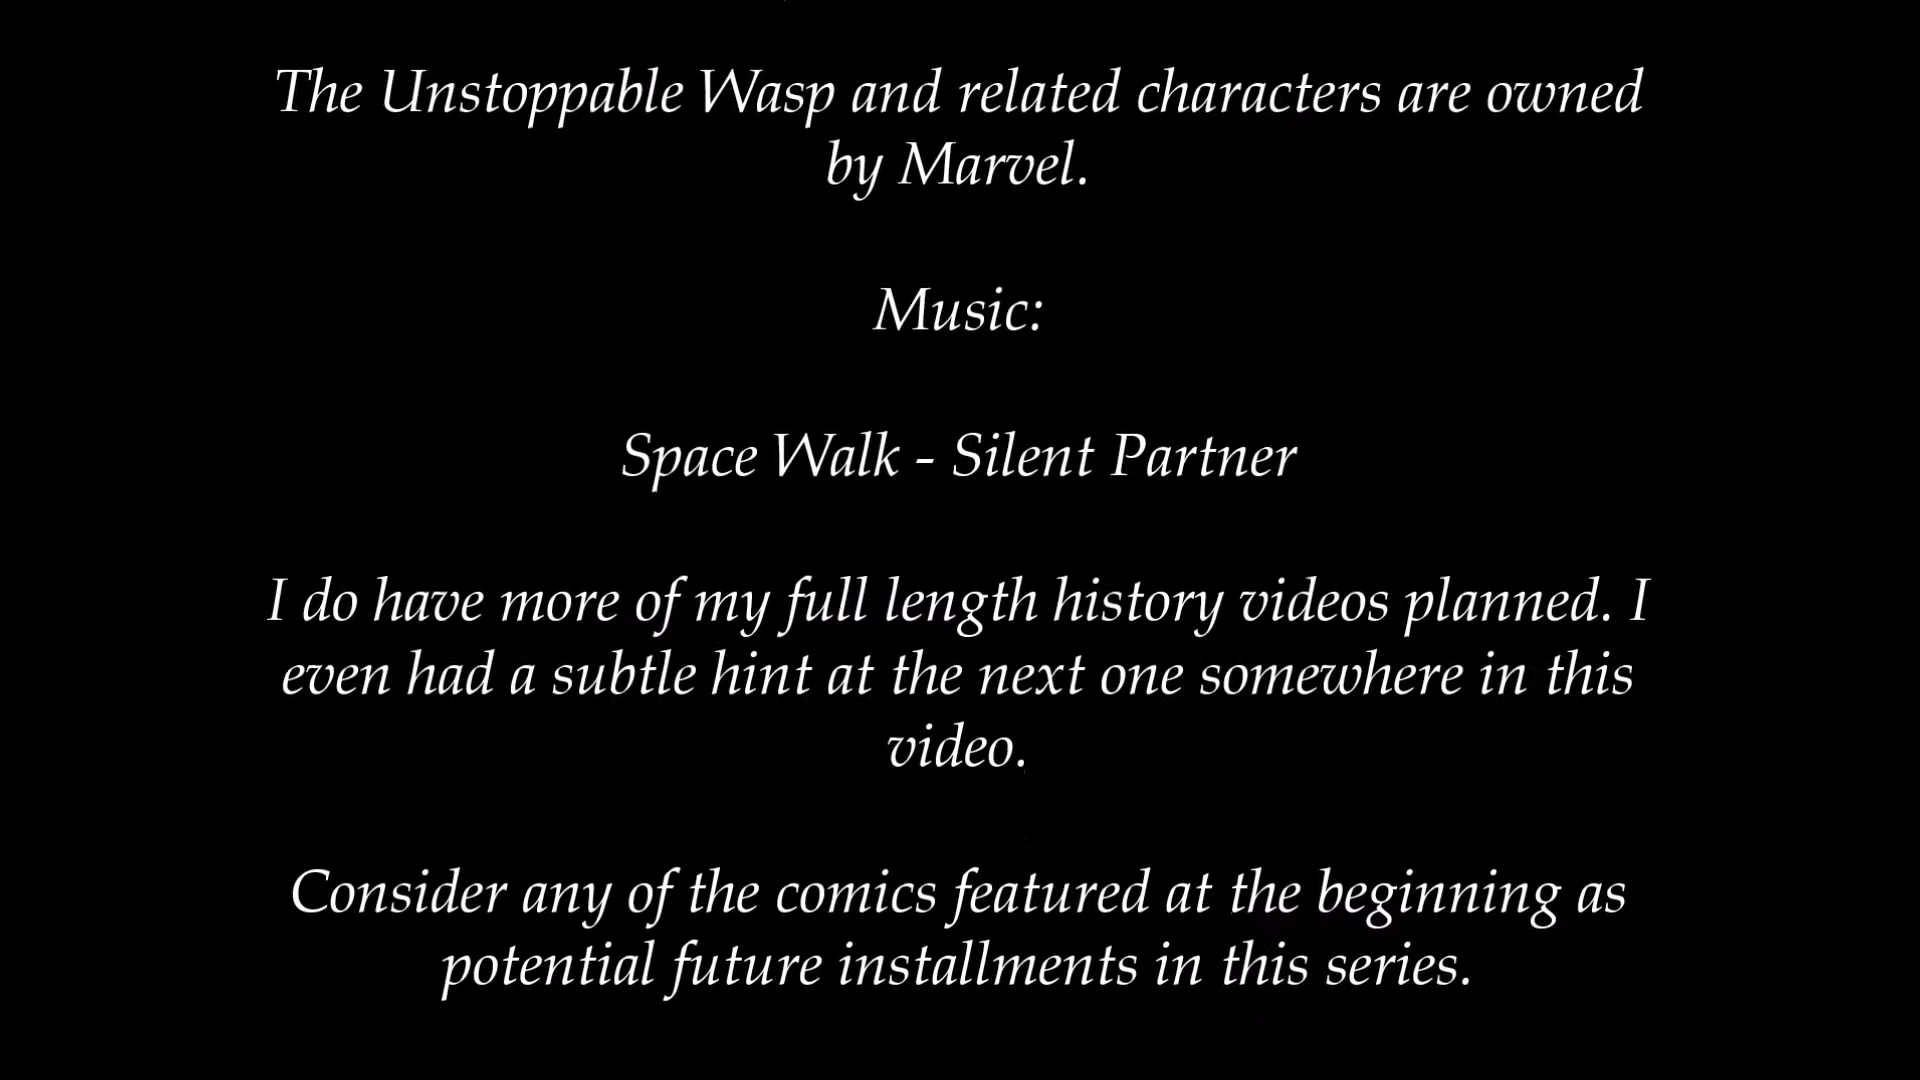 The Unstoppable Wasp and related characters are owned
by Marvel.
Music:
Space Walk - Silent Partner
I do have more of my full length history videos planned. I
even had a subtle hint at the next one somewhere in this
video.
Consider any of the comics featured at the beginning as
potential future installments in this series.